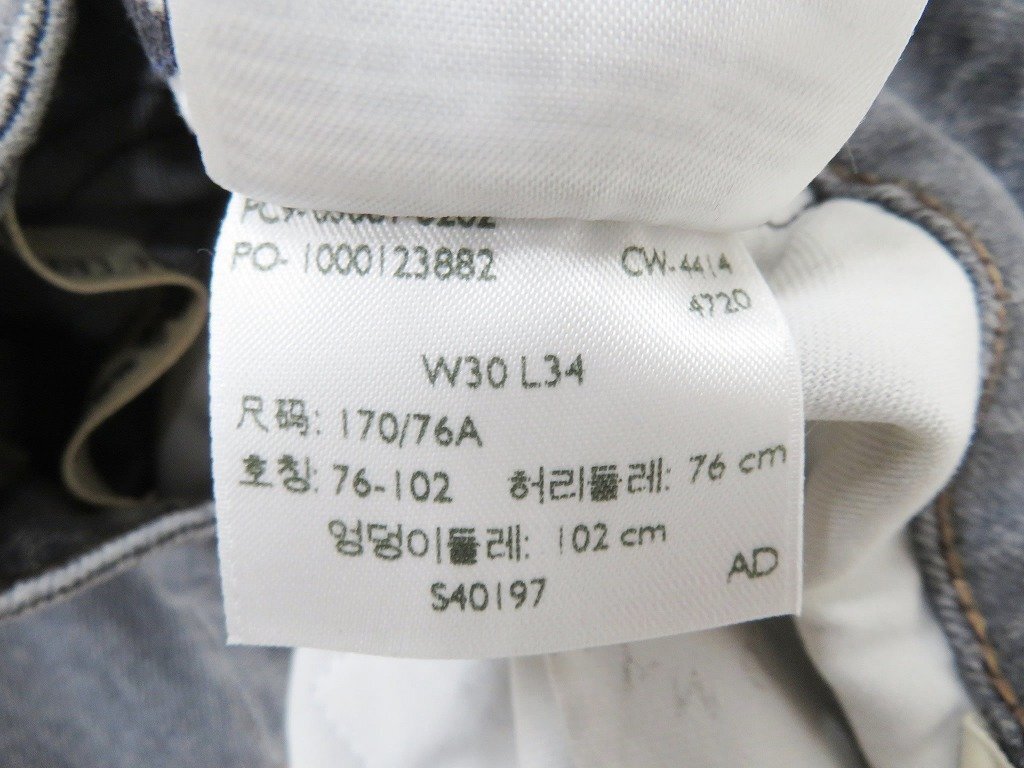 PO- 1000123882 CW-4414
4720
W30 L34
尺码: 170/76A
호칭: 76-102 허리둘레: 76 cm
엉덩이둘레: 102 cm
AD
S40197